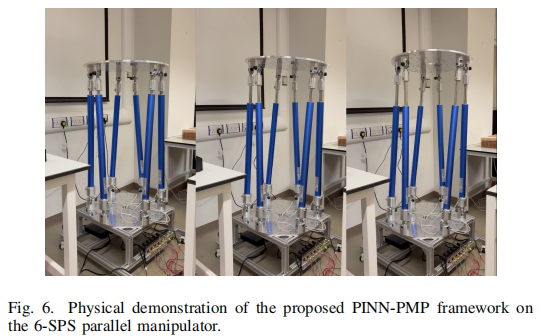 Fig. 6. Physical demonstration of the proposed PINN-PMP framework on
the 6-SPS parallel manipulator.